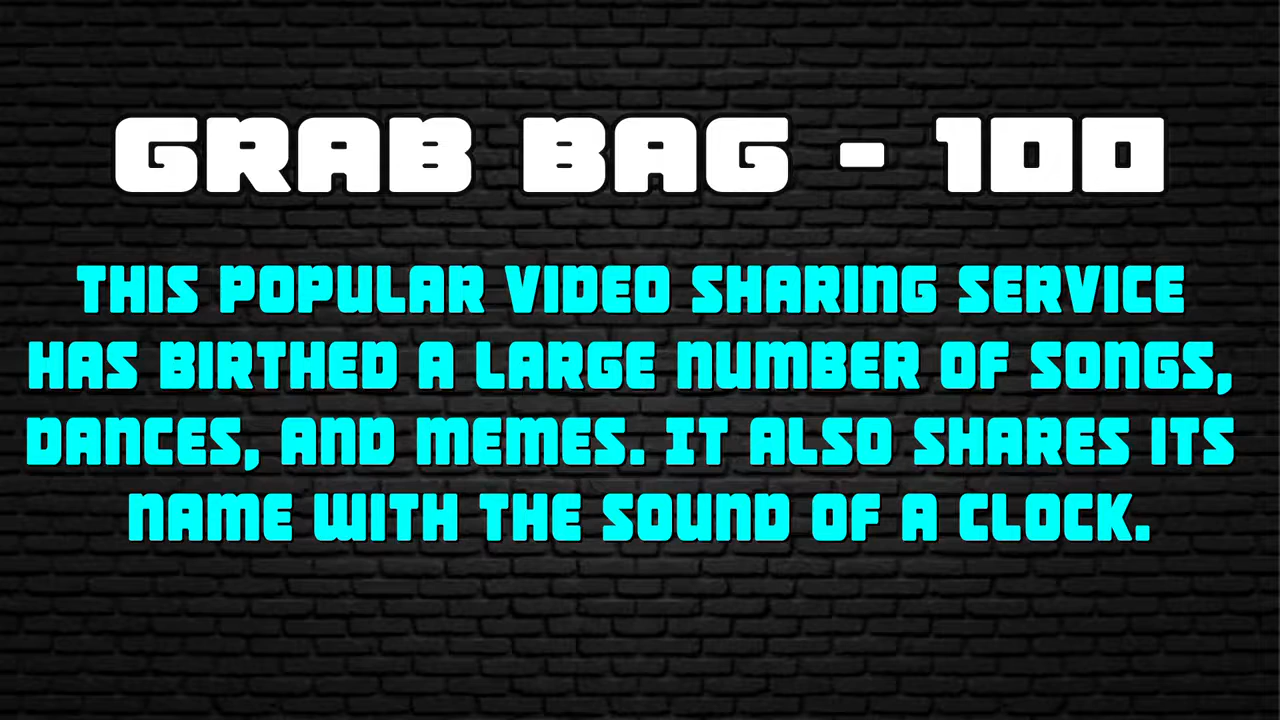 GRAB BAG - 100
THIS POPULAR VIDEO SHARING SERVICE
HAS BIRTHED A LARGE NUMBER OF SONGS,
DANCES, AND MEMES. IT ALSO SHARES ITS
NAME WITH THE SOUND OF A CLOCK.